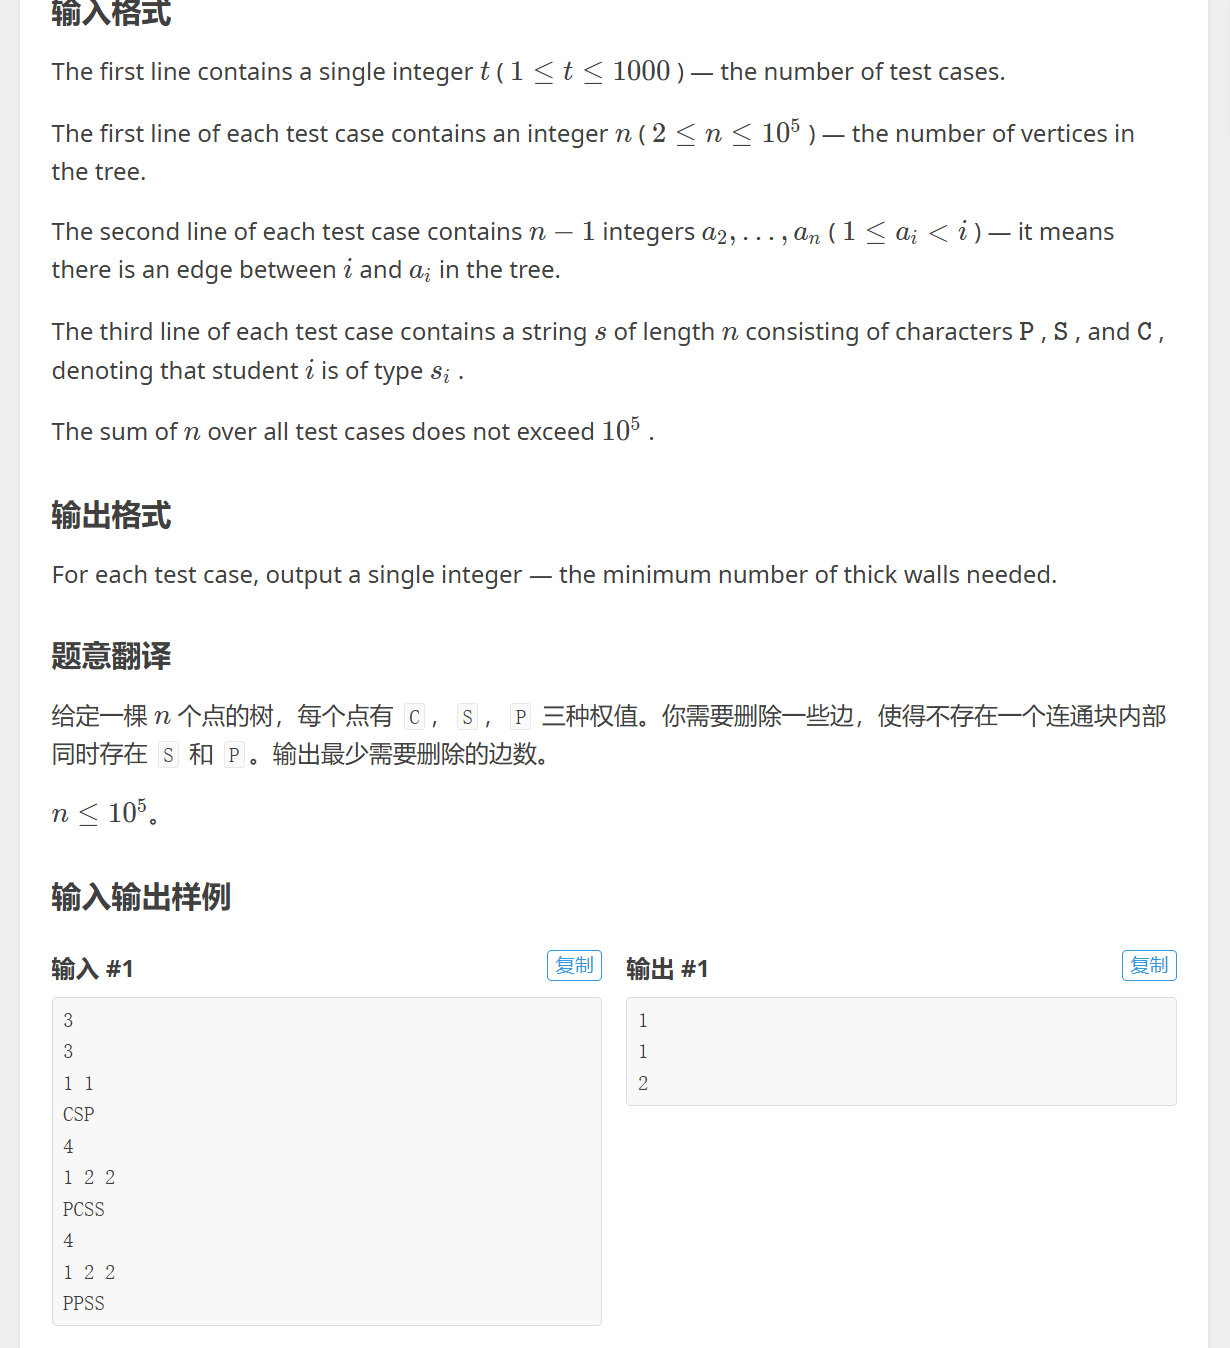 输入格式
The first line contains a single integer t ( 1 ≤ t ≤ 1000 ) — the number of test cases.
The first line of each test case contains an integer n ( 2 ≤ n ≤ 10^5 ) — the number of vertices in
the tree.
The second line of each test case contains n − 1 integers a_2, . . . , a_n ( 1 ≤ a_i < i ) — it means
there is an edge between i and a_i in the tree.
The third line of each test case contains a string s of length n consisting of characters P , S , and C ,
denoting that student i is of type s_i .
The sum of n over all test cases does not exceed 10^5 .
输出格式
For each test case, output a single integer — the minimum number of thick walls needed.
题意翻译
给定一棵 n 个点的树，每个点有 C ， S ， P 三种权值。你需要删除一些边，使得不存在一个连通块内部
同时存在 S 和 P 。输出最少需要删除的边数。
n ≤ 10^5。
输入输出样例
输入 #1 复制
3
3
1 1
CSP
4
1 2 2
PCSS
4
1 2 2
PPSS
输出 #1 复制
1
1
2